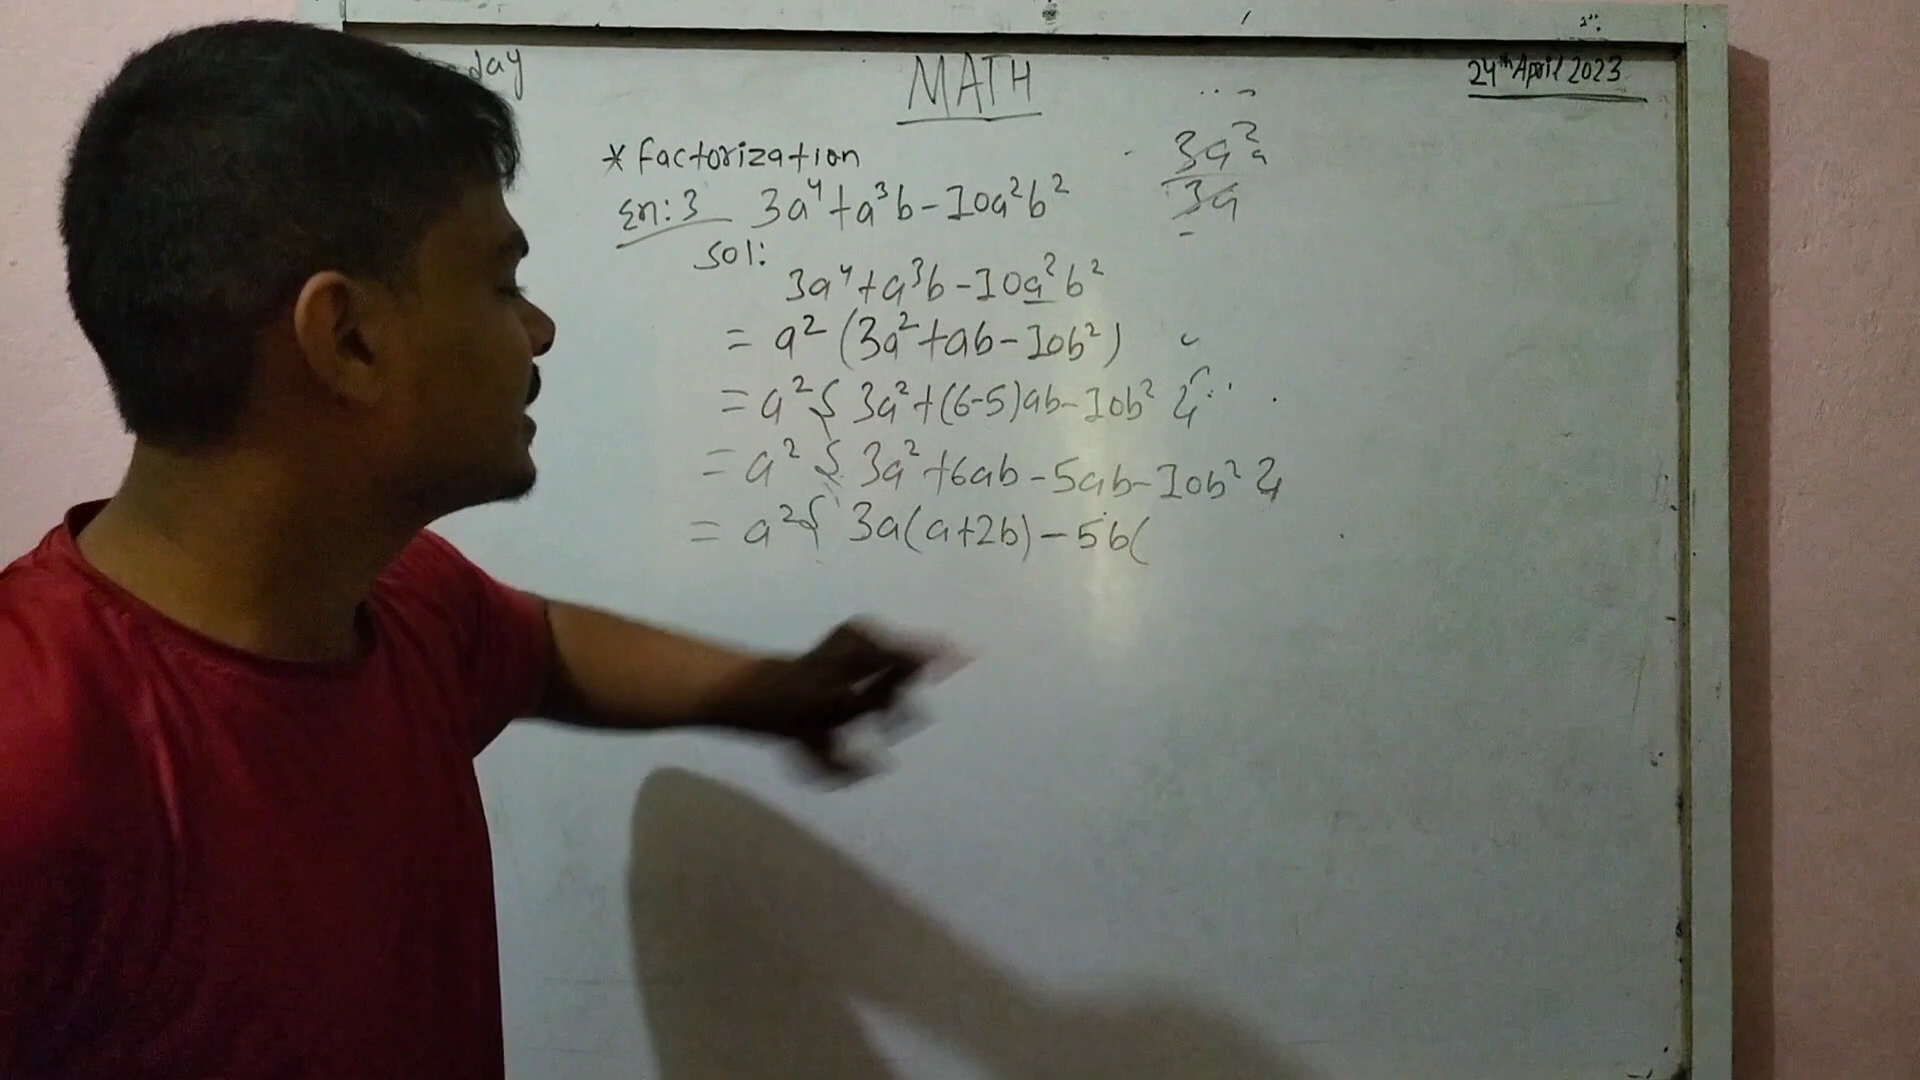 day
MATH
24th April 2023
* factorization
En: 3 3a⁴+a³b-10a²b²
Sol:
3a⁴+a³b-10a²b²
= a² (3a²+ab-10b²)
= a² { 3a²+(6-5)ab-10b² }
= a² { 3a²+6ab-5ab-10b² }
= a² { 3a(a+2b)-5b(
3a² a
3a